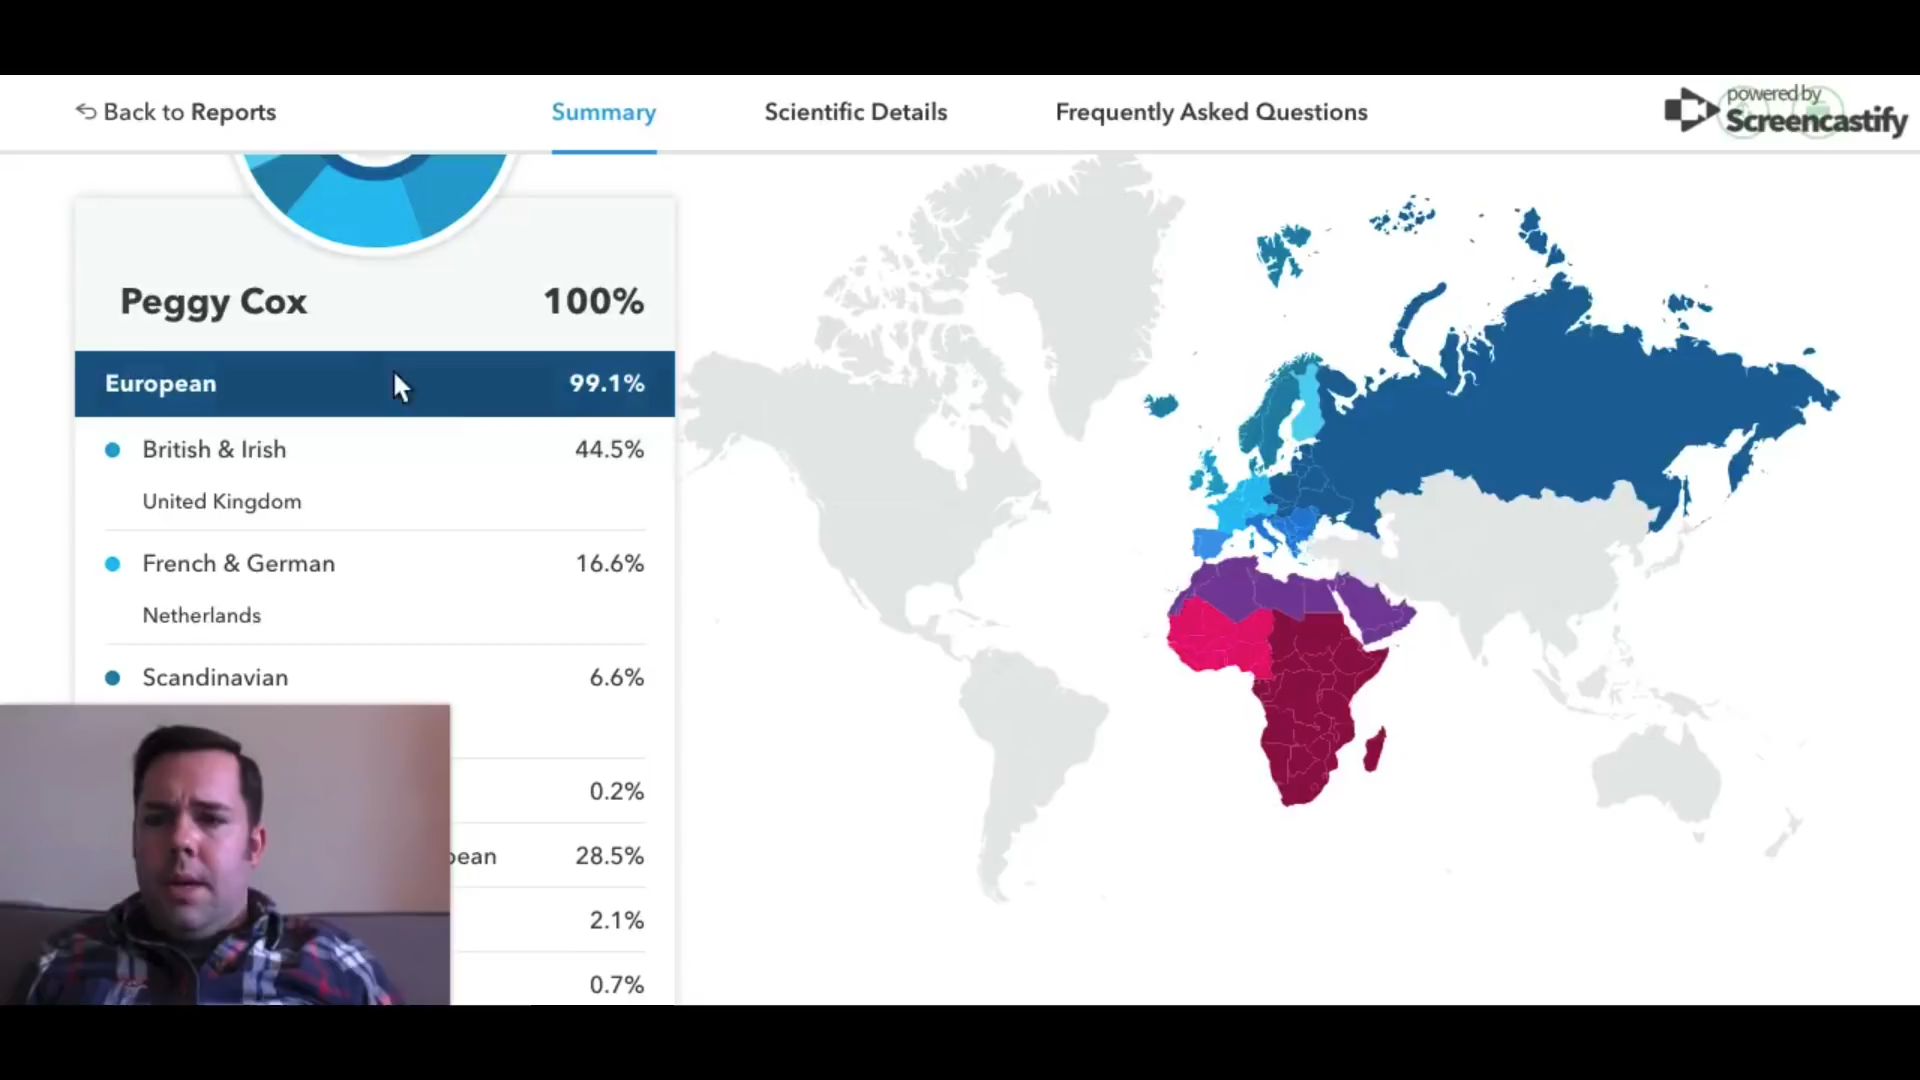 Back to Reports
Summary
Scientific Details
Frequently Asked Questions
powered by
Screencastify
Peggy Cox 100%
European 99.1%
British & Irish 44.5%
United Kingdom
French & German 16.6%
Netherlands
Scandinavian 6.6%
0.2%
pean 28.5%
2.1%
0.7%